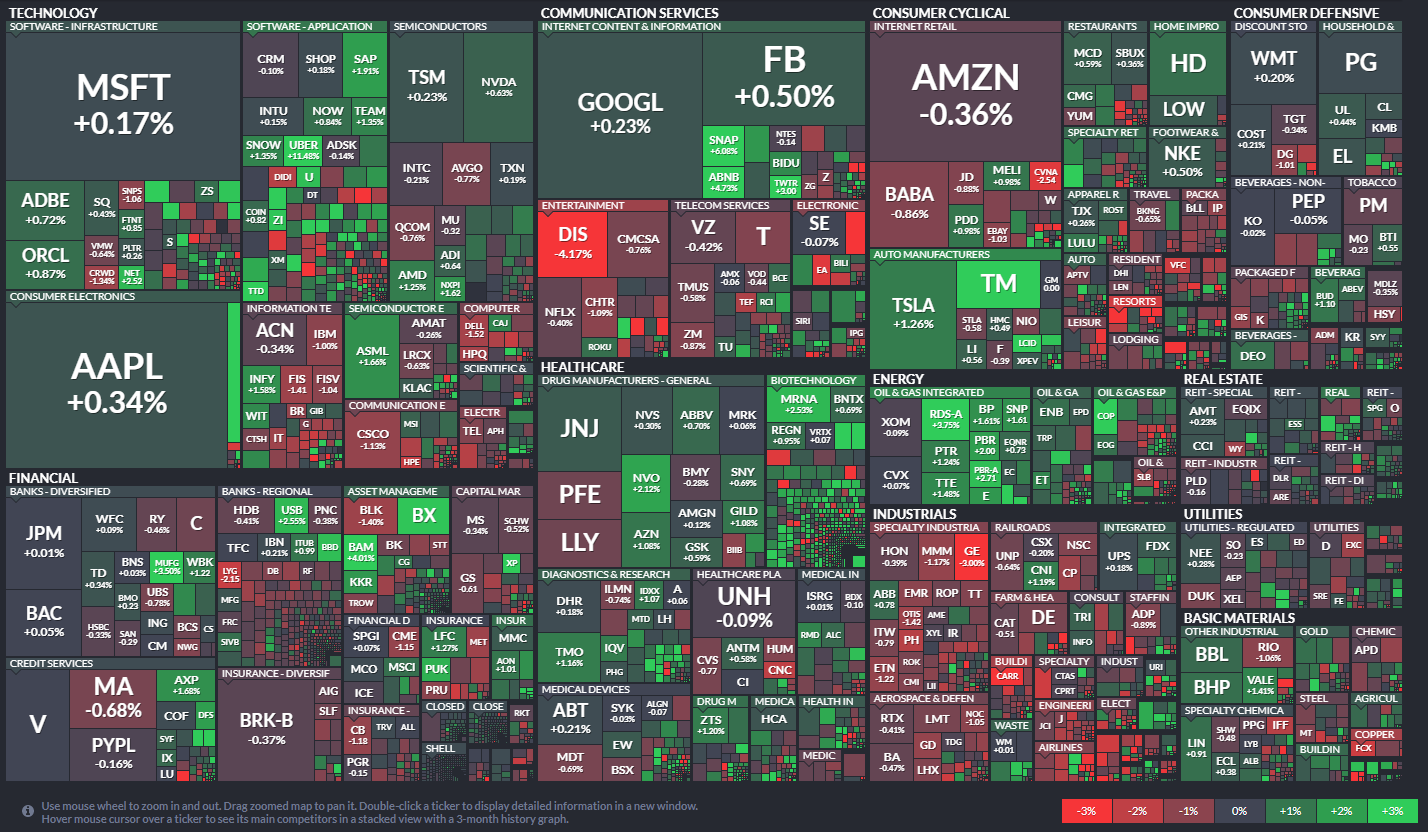 TECHNOLOGY
SOFTWARE - INFRASTRUCTURE
MSFT
+0.17%
ADBE
+0.72%
ORCL
+0.87%
SQ
+0.43%
SNPS
-1.06
FTNT
+0.85
VMW
-0.64%
PLTR
+0.26
CRWD
-1.34%
NET
+2.52
ZS
S
SOFTWARE - APPLICATION
CRM
-0.10%
SHOP
+0.18%
SAP
+1.91%
INTU
+0.15%
NOW
+0.84%
TEAM
+1.35%
SNOW
+1.35%
UBER
+11.48%
ADSK
-0.14%
DIDI
U
DT
COIN
+0.82
ZI
XM
TTD
SEMICONDUCTORS
TSM
+0.23%
NVDA
+0.63%
INTC
-0.21%
AVGO
-0.77%
TXN
+0.19%
QCOM
-0.76%
MU
-0.32
ADI
+0.64
AMD
+1.25%
NXPI
+1.62
CONSUMER ELECTRONICS
AAPL
+0.34%
INFORMATION TE
ACN
-0.34%
IBM
-1.00%
INFY
+1.58%
FIS
-1.41
FISV
-1.04
WIT
BR
GIB
G
CTSH
IT
SEMICONDUCTOR E
ASML
+1.66%
AMAT
-0.26%
LRCX
-0.63%
KLAC
COMPUTER
DELL
-1.52
CAJ
HPQ
SCIENTIFIC &
COMMUNICATION E
CSCO
-1.13%
MSI
HPE
ELECTR
TEL
APH
COMMUNICATION SERVICES
INTERNET CONTENT & INFORMATION
GOOGL
+0.23%
FB
+0.50%
SNAP
+6.08%
ABNB
+4.73%
NTES
-0.14
BIDU
TWTR
+3.00
ZG
Z
ENTERTAINMENT
DIS
-4.17%
CMCSA
-0.76%
NFLX
-0.40%
CHTR
-1.09%
ROKU
TELECOM SERVICES
VZ
-0.42%
T
TMUS
-0.58%
AMX
-0.06
VOD
-0.44
BCE
TEF
RCI
ZM
-0.87%
TU
ELECTRONIC
SE
-0.07%
EA
BILI
SIRI
IPG
CONSUMER CYCLICAL
INTERNET RETAIL
AMZN
-0.36%
BABA
-0.86%
JD
-0.88%
MELI
+0.98%
CVNA
-2.54
PDD
+0.98%
EBAY
-1.03
W
AUTO MANUFACTURERS
TSLA
+1.26%
TM
GM
0.00
STLA
-0.58
HMC
+0.49
NIO
LI
+0.56
F
-0.39
LCID
XPEV
RESTAURANTS
MCD
+0.59%
SBUX
+0.36%
CMG
YUM
HOME IMPRO
HD
LOW
SPECIALTY RET
FOOTWEAR &
NKE
+0.50%
APPAREL R
TJX
+0.26%
ROST
LULU
TRAVEL
BKNG
-0.65%
PACKA
BLL
IP
AUTO
APTV
RESIDENT
DHI
LEN
VFC
RESORTS
LEISUR
LODGING
CONSUMER DEFENSIVE
DISCOUNT STO
WMT
+0.20%
COST
+0.21%
TGT
-0.34%
DG
-1.01
HOUSEHOLD &
PG
UL
+0.44%
CL
KMB
EL
BEVERAGES - NON-
KO
-0.02%
PEP
-0.05%
TOBACCO
PM
MO
-0.23
BTI
+0.55
PACKAGED F
GIS
K
BEVERAG
BUD
+1.10
ABEV
MDLZ
-0.55%
HSY
BEVERAGES -
DEO
ADM
KR
SYY
HEALTHCARE
DRUG MANUFACTURERS - GENERAL
JNJ
PFE
LLY
NVS
+0.30%
ABBV
+0.70%
MRK
+0.06%
NVO
+2.12%
BMY
-0.28%
SNY
+0.69%
AZN
+1.08%
AMGN
+0.12%
GILD
+1.08%
GSK
+0.59%
BIIB
BIOTECHNOLOGY
MRNA
+2.53%
BNTX
+0.69%
REGN
+0.95%
VRTX
+0.07
DIAGNOSTICS & RESEARCH
DHR
+0.18%
ILMN
-0.74%
IDXX
+1.07
A
+0.06
MTD
LH
TMO
+1.16%
IQV
PHG
HEALTHCARE PLA
UNH
-0.09%
CVS
-0.77
ANTM
+0.58%
HUM
CNC
CI
MEDICAL IN
ISRG
+0.01%
BDX
-0.10
RMD
ALC
MEDICAL DEVICES
ABT
+0.21%
SYK
-0.03%
ALGN
-0.07
MDT
-0.69%
EW
BSX
DRUG M
ZTS
+1.20%
MEDICA
HCA
HEALTH IN
MEDIC
FINANCIAL
BANKS - DIVERSIFIED
JPM
+0.01%
BAC
+0.05%
WFC
+0.09%
RY
-0.46%
C
TD
+0.34%
BNS
+0.03%
MUFG
+3.50%
WBK
+1.22
BMO
+0.23
UBS
-0.78%
HSBC
-0.33%
SAN
-0.29
ING
BCS
CS
CM
NWG
BANKS - REGIONAL
HDB
-0.41%
USB
+2.55%
PNC
-0.38%
TFC
IBN
+0.21%
ITUB
+0.99
BBD
LYG
-2.15
DB
RF
MFG
FRC
SIVB
ASSET MANAGEME
BLK
-1.40%
BX
BAM
+4.01%
BK
STT
CG
KKR
TROW
CAPITAL MAR
MS
-0.34%
SCHW
-0.52%
GS
-0.61
XP
FINANCIAL D
SPGI
+0.07%
CME
-1.15
MCO
MSCI
ICE
INSURANCE
LFC
+1.27%
MET
PUK
PRU
INSUR
MMC
AON
+1.01
CREDIT SERVICES
V
MA
-0.68%
PYPL
-0.16%
AXP
+1.68%
COF
DFS
SYF
IX
LU
INSURANCE - DIVERSIF
BRK-B
-0.37%
AIG
SLF
INSURANCE -
CB
-1.18
TRV
ALL
PGR
-0.15
CLOSED
CLOSE
RKT
SHELL
ENERGY
OIL & GAS INTEGRATED
XOM
-0.09%
CVX
+0.07%
RDS-A
+3.75%
BP
+1.61%
SNP
+1.61
PTR
+1.24%
PBR
+2.00
EQNR
+0.73
TTE
+1.48%
PBR-A
+2.71
EC
E
OIL & GA
ENB
EPD
TRP
ET
OIL & GAS E&P
COP
EOG
OIL &
SLB
REAL ESTATE
REIT - SPECIAL
AMT
+0.23%
EQIX
CCI
WY
REIT -
ESS
REAL
REIT -
SPG
O
REIT - INDUSTR
PLD
-0.16
REIT -
DLR
ARE
REIT - H
REIT - DI
INDUSTRIALS
SPECIALTY INDUSTRIA
HON
-0.39%
MMM
-1.17%
GE
-3.00%
ABB
+0.78
EMR
ROP
TT
OTIS
-1.42
AME
ITW
-0.79
PH
XYL
IR
ETN
-1.22
ROK
CMI
LII
RAILROADS
UNP
-0.64%
CSX
-0.20%
NSC
CNI
+1.19%
CP
INTEGRATED
UPS
+0.18%
FDX
FARM & HEA
CAT
-0.51
DE
CONSULT
TRI
INFO
STAFFIN
ADP
-0.89%
BUILDI
CARR
SPECIALTY
CTAS
CPRT
INDUST
URI
AEROSPACE & DEFEN
RTX
-0.41%
LMT
NOC
-1.05
BA
-0.47%
GD
TDG
LHX
WASTE
WM
+0.01
ENGINEERI
JCI
J
ELECT
AIRLINES
UTILITIES
UTILITIES - REGULATED
NEE
+0.28%
SO
-0.23
ES
ED
AEP
DUK
XEL
UTILITIES
D
EXC
SRE
FE
BASIC MATERIALS
OTHER INDUSTRIAL
BBL
BHP
RIO
-1.06%
VALE
+1.41%
GOLD
CHEMIC
APD
SPECIALTY CHEMICA
LIN
+0.91
SHW
-0.48
PPG
IFF
LYB
ECL
+0.38
ALB
STEEL
MT
AGRICUL
BUILDIN
COPPER
FCX
Use mouse wheel to zoom in and out. Drag zoomed map to pan it. Double-click a ticker to display detailed information in a new window.
Hover mouse cursor over a ticker to see its main competitors in a stacked view with a 3-month history graph.
-3%
-2%
-1%
0%
+1%
+2%
+3%